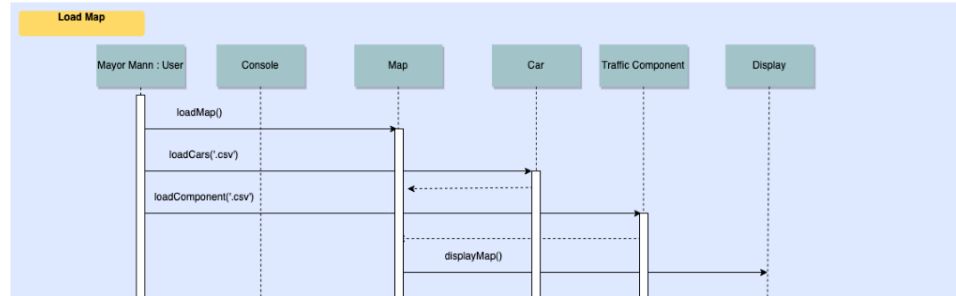 Load Map
Mayor Mann : User
Console
Map
Car
Traffic Component
Display
loadMap()
loadCars('.csv')
loadComponent('.csv')
displayMap()